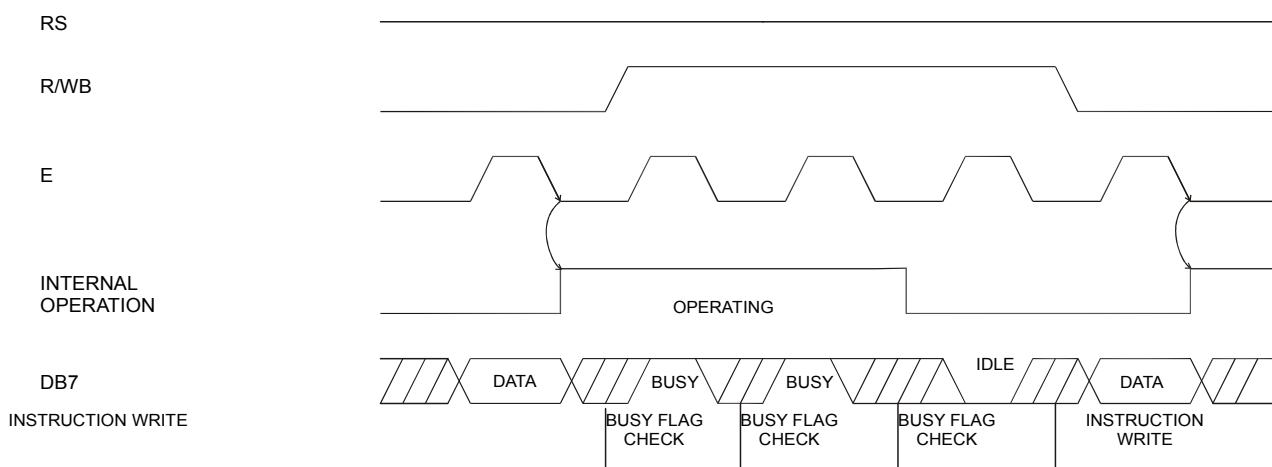 RS
R/WB
E
INTERNAL
OPERATION
OPERATING
IDLE
DB7
DATA
BUSY
BUSY
DATA
INSTRUCTION WRITE
BUSY FLAG
CHECK
BUSY FLAG
CHECK
BUSY FLAG
CHECK
INSTRUCTION
WRITE